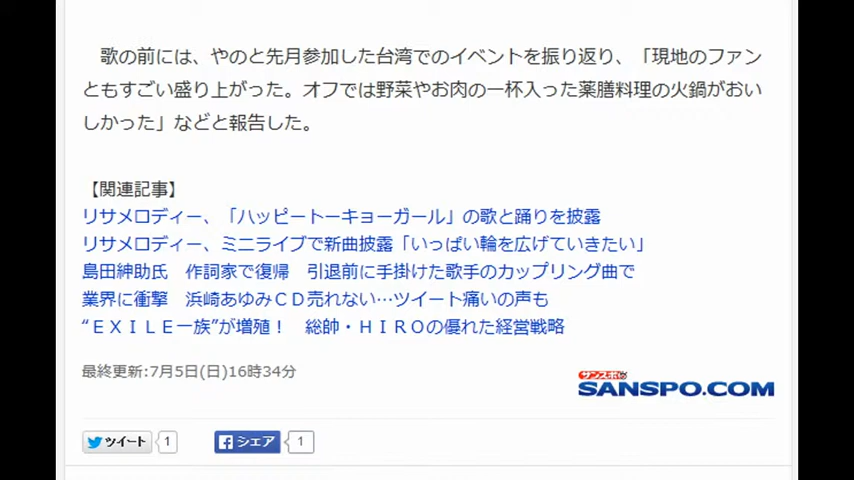 歌の前には、やのと先月参加した台湾でのイベントを振り返り、「現地のファン
ともすごい盛り上がった。オフでは野菜やお肉の一杯入った薬膳料理の火鍋がおい
しかった」などと報告した。
【関連記事】
リサメロディー、「ハッピートーキョーガール」の歌と踊りを披露
リサメロディー、ミニライブで新曲披露「いっぱい輪を広げていきたい」
島田紳助氏　作詞家で復帰　引退前に手掛けた歌手のカップリング曲で
業界に衝撃　浜崎あゆみＣＤ売れない…ツイート痛いの声も
“ＥＸＩＬＥ一族”が増殖！　総帥・ＨＩＲＯの優れた経営戦略
最終更新:7月5日(日)16時34分
サンスポ
SANSPO.COM
ツイート 1 シェア 1